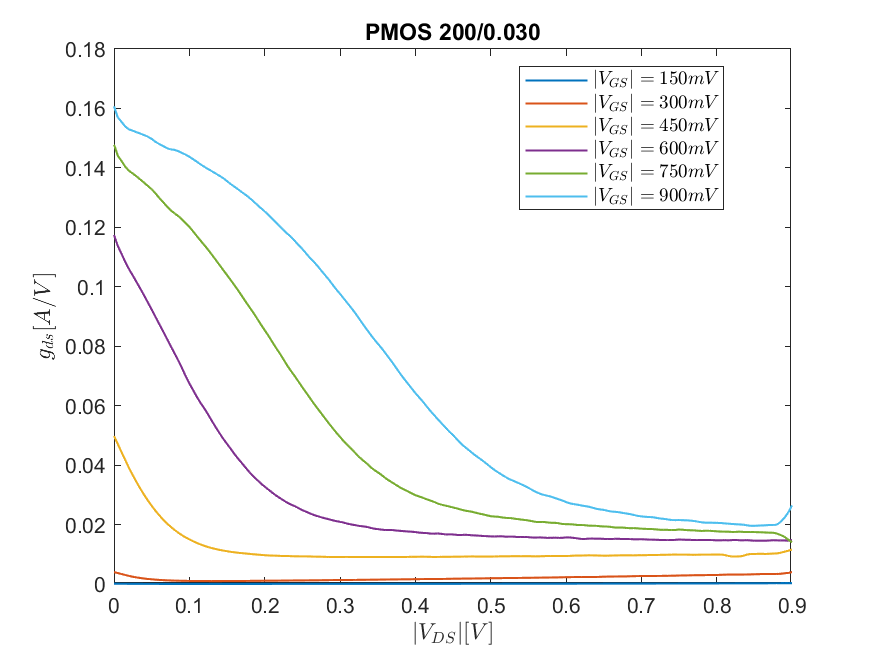 PMOS 200/0.030
0.18
0.16
0.14
0.12
0.1
0.08
0.06
0.04
0.02
0
g_{ds}[A/V]
|V_{GS}| = 150mV
|V_{GS}| = 300mV
|V_{GS}| = 450mV
|V_{GS}| = 600mV
|V_{GS}| = 750mV
|V_{GS}| = 900mV
0 0.1 0.2 0.3 0.4 0.5 0.6 0.7 0.8 0.9
|V_{DS}|[V]